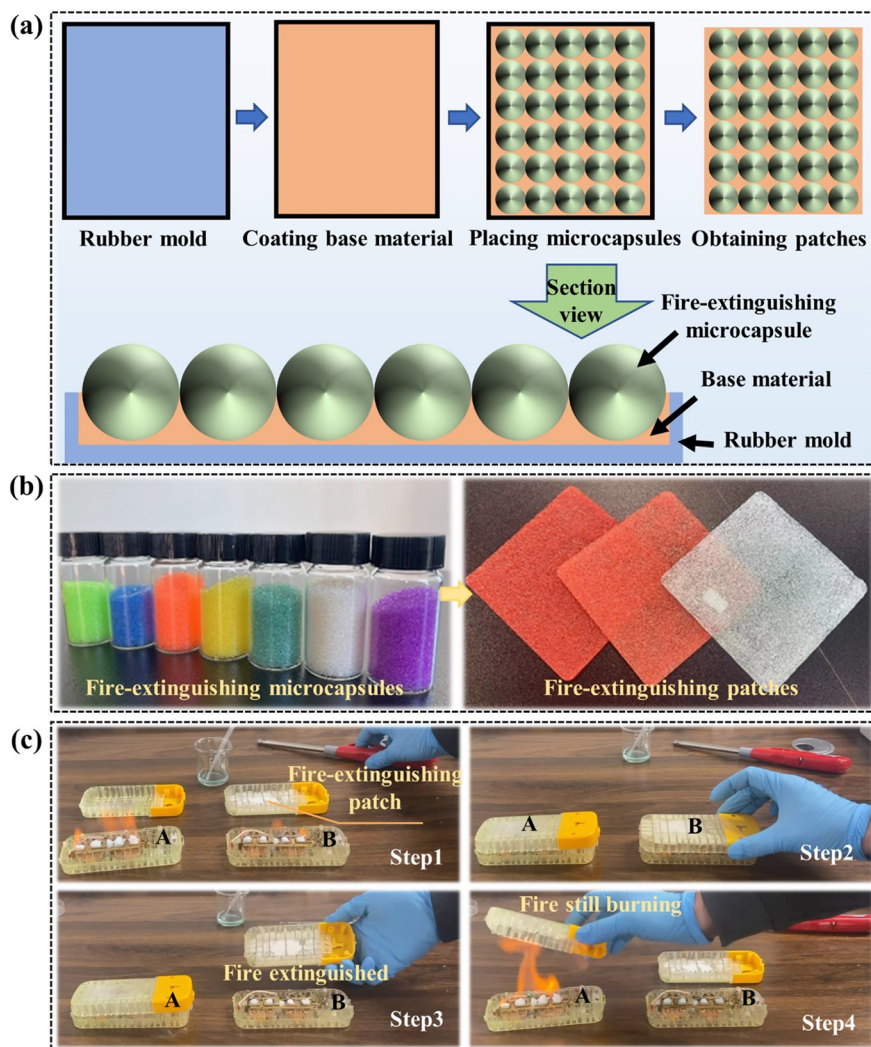 (a)
Rubber mold
Coating base material
Placing microcapsules
Obtaining patches
Section
view
Fire-extinguishing
microcapsule
Base material
Rubber mold
(b)
Fire-extinguishing microcapsules
Fire-extinguishing patches
(c)
Fire-extinguishing
patch
A
B
Step1
A
B
Step2
Fire extinguished
A
B
Step3
Fire still burning
A
B
Step4